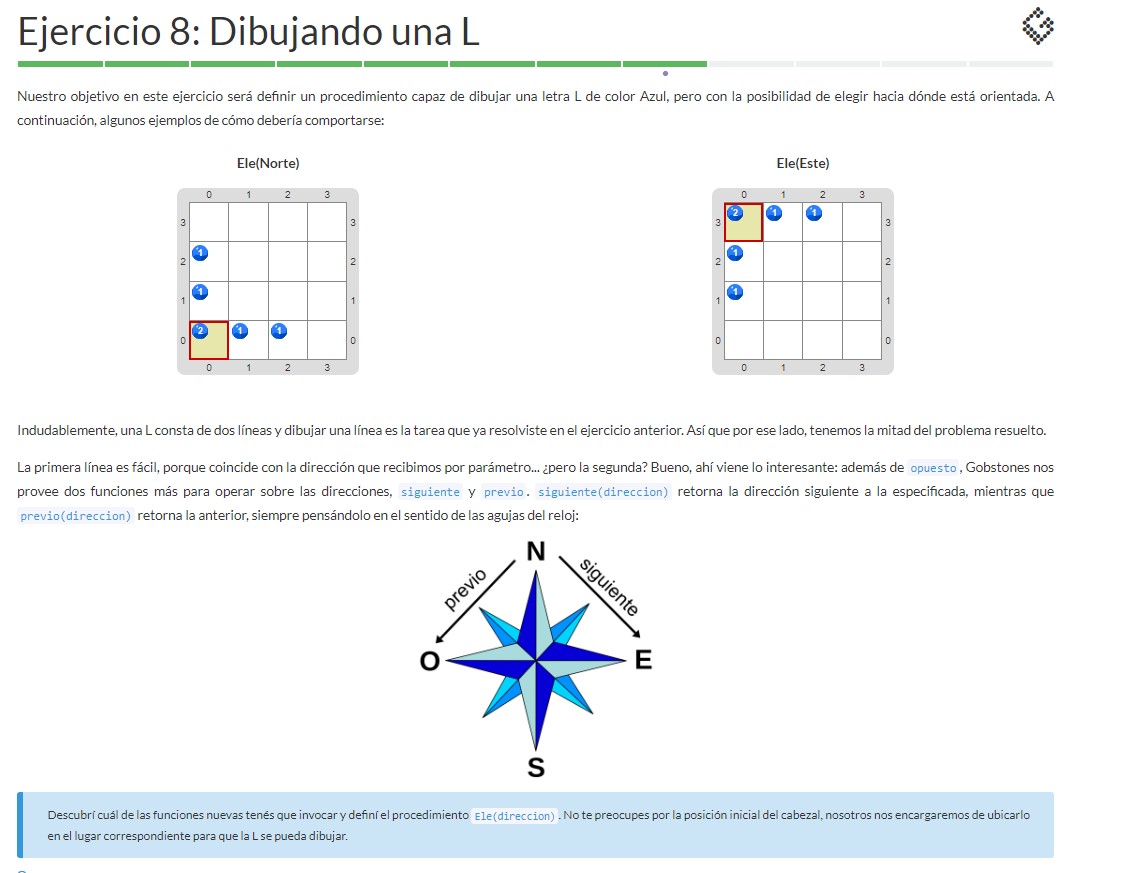 Ejercicio 8: Dibujando una L
Nuestro objetivo en este ejercicio será definir un procedimiento capaz de dibujar una letra L de color Azul, pero con la posibilidad de elegir hacia dónde está orientada. A
continuación, algunos ejemplos de cómo debería comportarse:
Ele(Norte)
0 1 2 3
3 3
2 1 2
1 1 1
0 2 1 1 0
0 1 2 3
Ele(Este)
0 1 2 3
3 2 1 1 3
2 1 2
1 1 1
0 0
0 1 2 3
Indudablemente, una L consta de dos líneas y dibujar una línea es la tarea que ya resolviste en el ejercicio anterior. Así que por ese lado, tenemos la mitad del problema resuelto.
La primera línea es fácil, porque coincide con la dirección que recibimos por parámetro... ¿pero la segunda? Bueno, ahí viene lo interesante: además de opuesto, Gobstones nos
provee dos funciones más para operar sobre las direcciones, siguiente y previo. siguiente(direccion) retorna la dirección siguiente a la especificada, mientras que
previo(direccion) retorna la anterior, siempre pensándolo en el sentido de las agujas del reloj:
N
previo siguiente
O E
S
Descubrí cuál de las funciones nuevas tenés que invocar y definí el procedimiento Ele(direccion). No te preocupes por la posición inicial del cabezal, nosotros nos encargaremos de ubicarlo
en el lugar correspondiente para que la L se pueda dibujar.